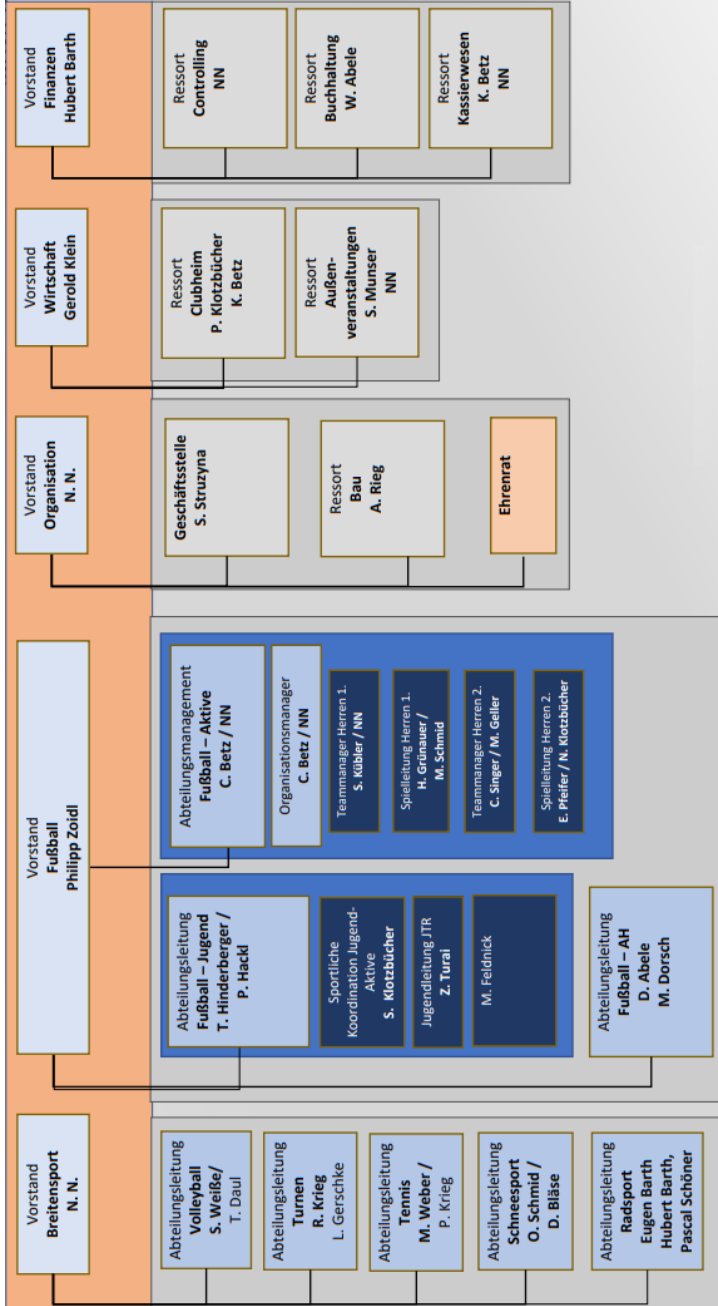 Vorstand
Breitensport
N. N.
Abteilungsleitung
Volleyball
S. Weiße/
T. Daul
Abteilungsleitung
Turnen
R. Krieg
L. Gerschke
Abteilungsleitung
Tennis
M. Weber /
P. Krieg
Abteilungsleitung
Schneesport
O. Schmid /
D. Bläse
Abteilungsleitung
Radsport
Eugen Barth
Hubert Barth,
Pascal Schöner
Vorstand
Fußball
Philipp Zoidl
Abteilungsleitung
Fußball – Jugend
T. Hinderberger /
P. Hackl
Sportliche
Koordination Jugend-
Aktive
S. Klotzbücher
Jugendleitung JTR
Z. Turai
M. Feldnick
Abteilungsleitung
Fußball – AH
D. Abele
M. Dorsch
Abteilungsmanagement
Fußball – Aktive
C. Betz / NN
Organisationsmanager
C. Betz / NN
Teammanager Herren 1.
S. Kübler / NN
Spielleitung Herren 1.
H. Grünauer /
M. Schmid
Teammanager Herren 2.
C. Singer / M. Geller
Spielleitung Herren 2.
E. Pfeifer / N. Klotzbücher
Vorstand
Organisation
N. N.
Geschäftsstelle
S. Struzyna
Ressort
Bau
A. Rieg
Ehrenrat
Vorstand
Wirtschaft
Gerold Klein
Ressort
Clubheim
P. Klotzbücher
K. Betz
Ressort
Außen-
veranstaltungen
S. Munser
NN
Vorstand
Finanzen
Hubert Barth
Ressort
Controlling
NN
Ressort
Buchhaltung
W. Abele
Ressort
Kassierwesen
K. Betz
NN